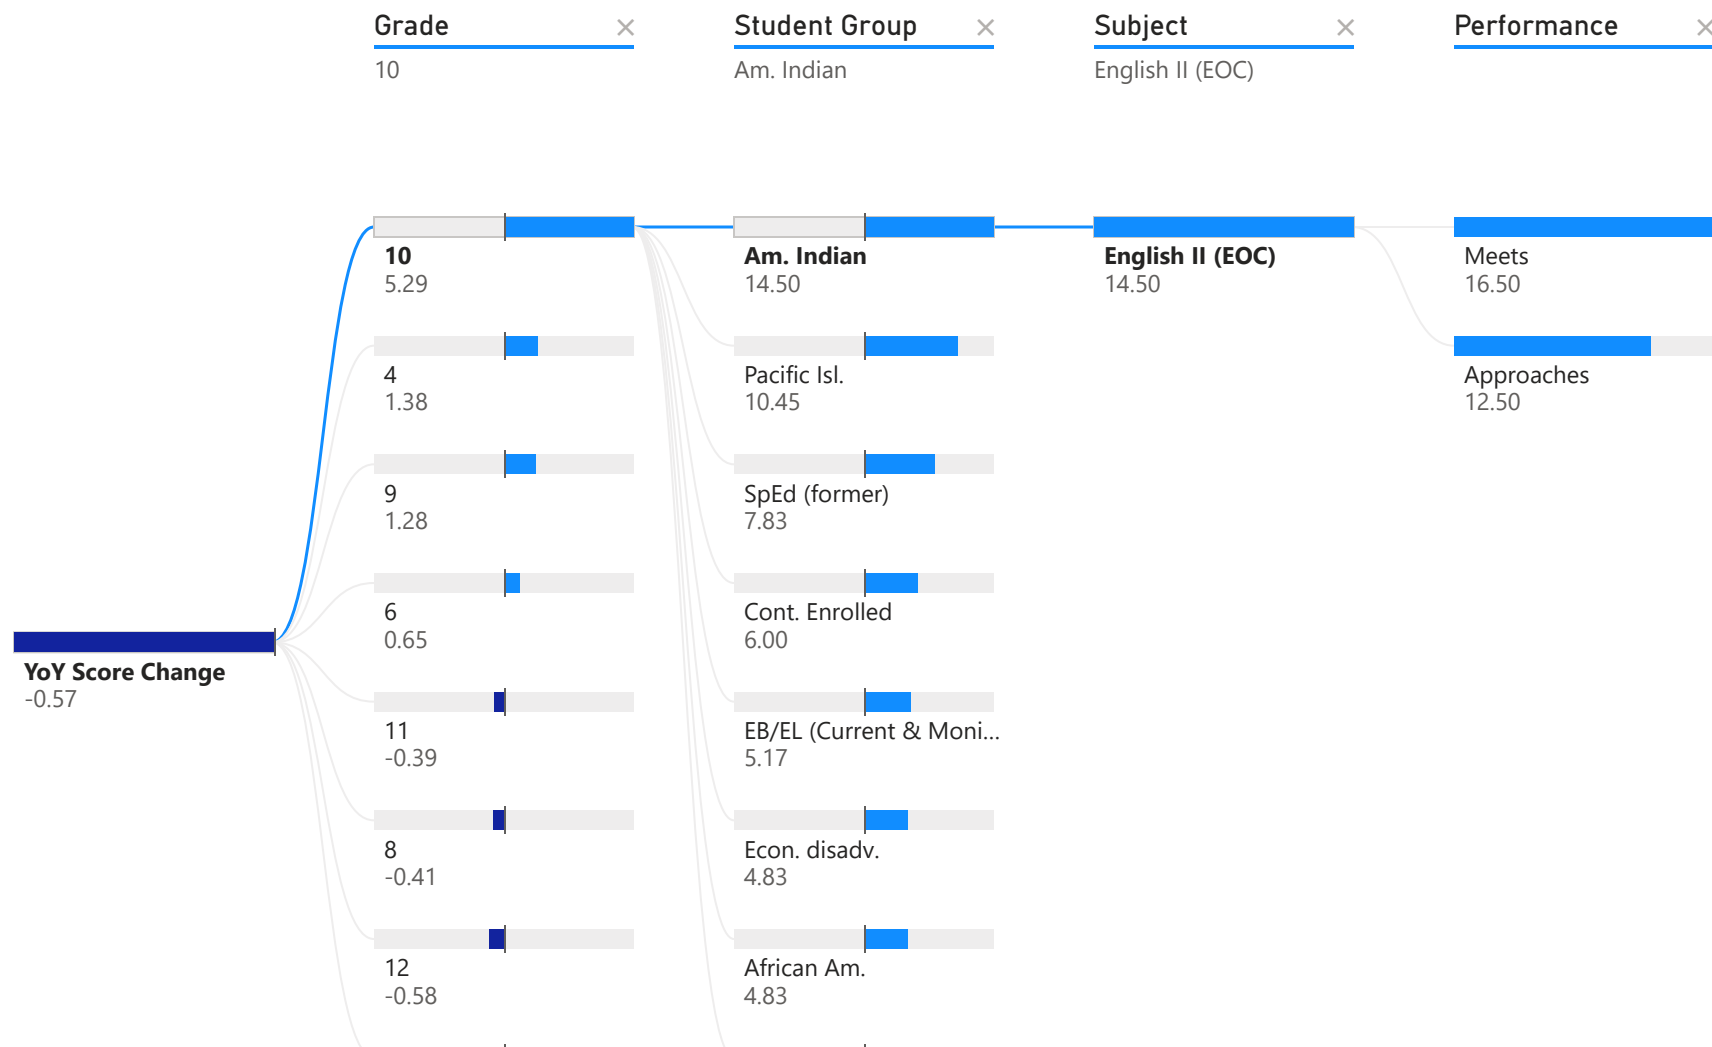 Grade
10
Student Group
Am. Indian
Subject
English II (EOC)
Performance
YoY Score Change
-0.57
10
5.29
4
1.38
9
1.28
6
0.65
11
-0.39
8
-0.41
12
-0.58
Am. Indian
14.50
Pacific Isl.
10.45
SpEd (former)
7.83
Cont. Enrolled
6.00
EB/EL (Current & Moni...
5.17
Econ. disadv.
4.83
African Am.
4.83
English II (EOC)
14.50
Meets
16.50
Approaches
12.50